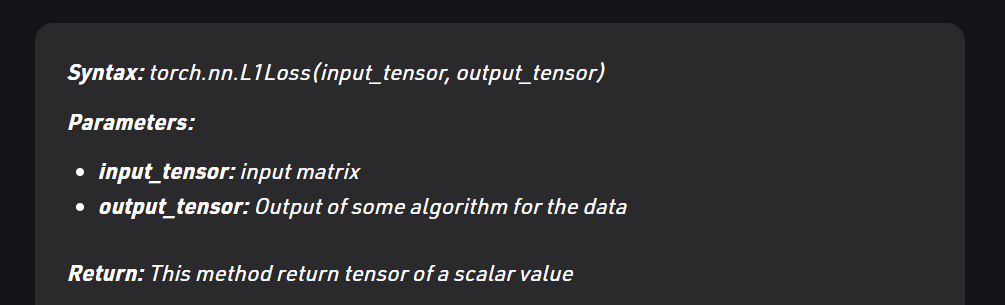 Syntax: torch.nn.L1Loss(input_tensor, output_tensor)
Parameters:
• input_tensor: input matrix
• output_tensor: Output of some algorithm for the data
Return: This method return tensor of a scalar value